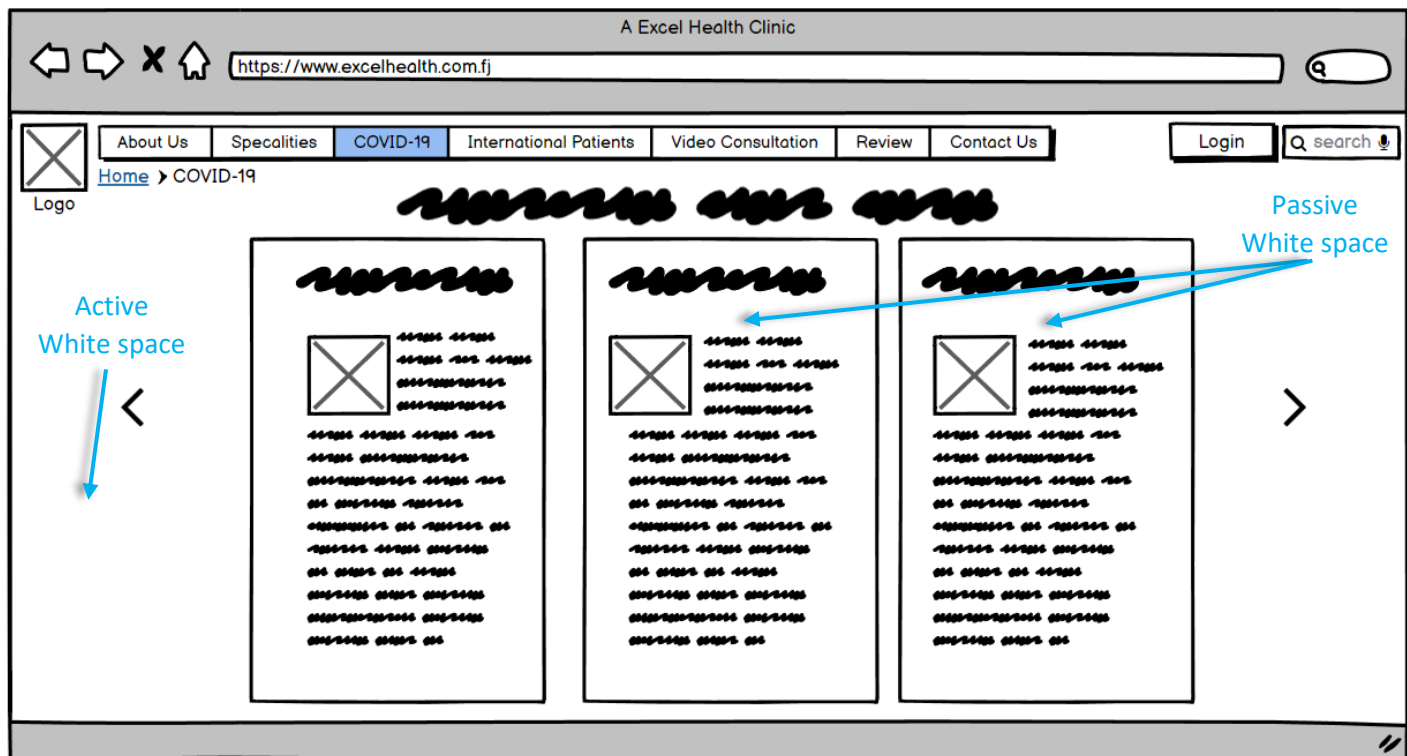 A Excel Health Clinic
https://www.excelhealth.com.fj
About Us Specalities COVID-19 International Patients Video Consultation Review Contact Us Login search
Home COVID-19
Logo
Passive
White space
Active
White space